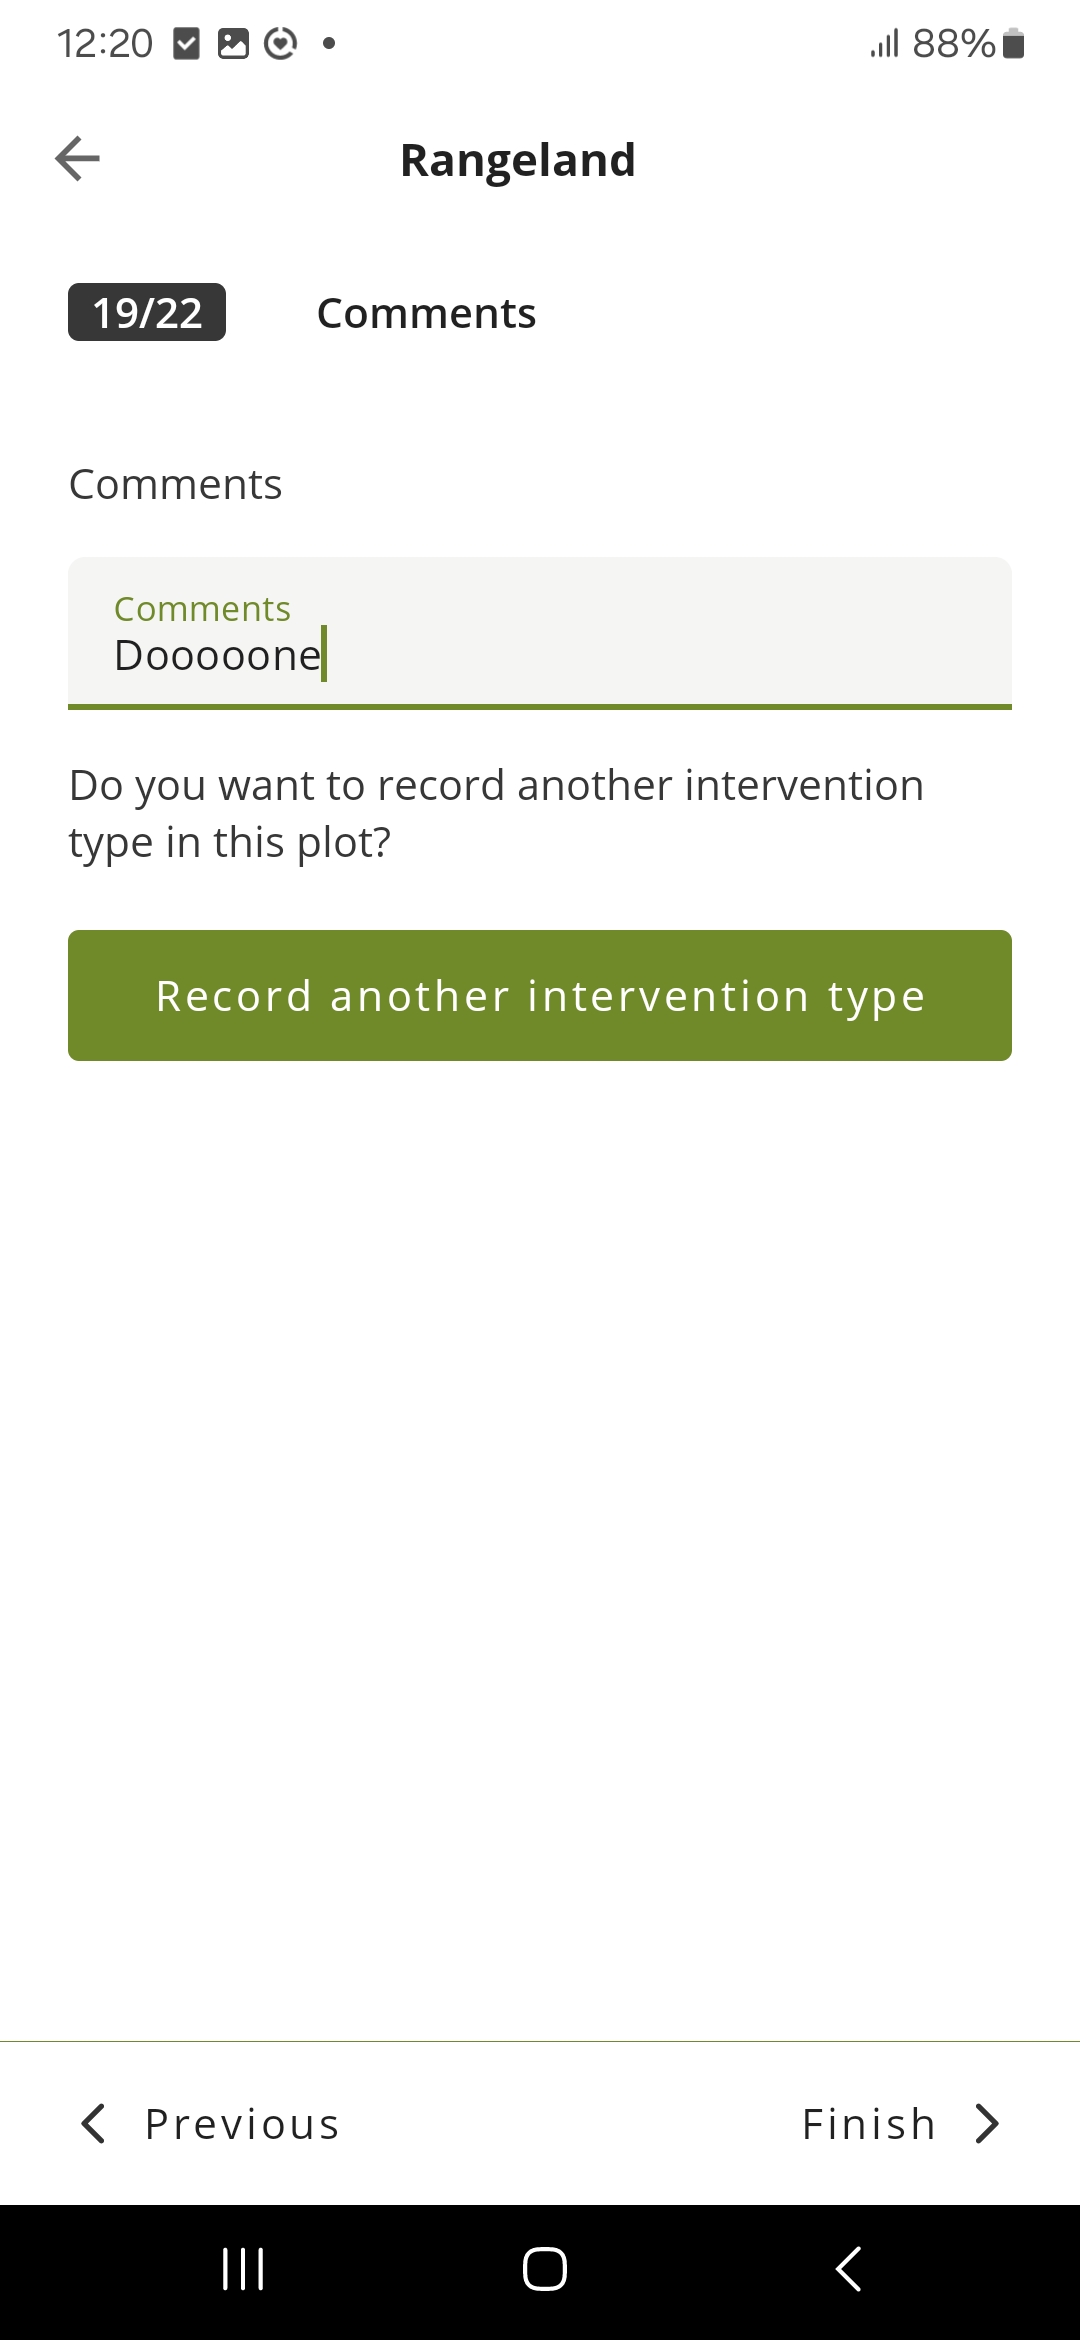 12:20
88%
Rangeland
19/22
Comments
Comments
Comments
Dooooone
Do you want to record another intervention
type in this plot?
Record another intervention type
Previous
Finish